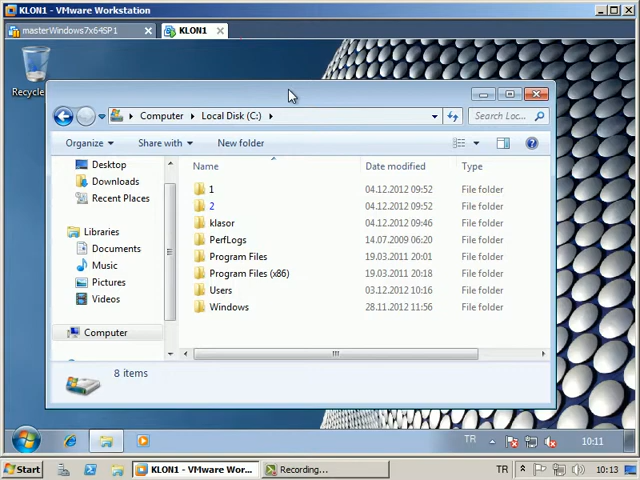 KLON1 - VMware Workstation
masterWindows7x64SP1
KLON1
Recycle
Computer
Local Disk (C:)
Search Loc...
Organize
Share with
New folder
Desktop
Downloads
Recent Places
Libraries
Documents
Music
Pictures
Videos
Computer
Name Date modified Type
1 04.12.2012 09:52 File folder
2 04.12.2012 09:52 File folder
klasor 04.12.2012 09:46 File folder
PerfLogs 14.07.2009 06:20 File folder
Program Files 19.03.2011 20:01 File folder
Program Files (x86) 19.03.2011 20:18 File folder
Users 03.12.2012 10:16 File folder
Windows 28.11.2012 11:56 File folder
8 items
TR 10:11
Start
KLON1 - VMware Wor...
Recording...
TR 10:13